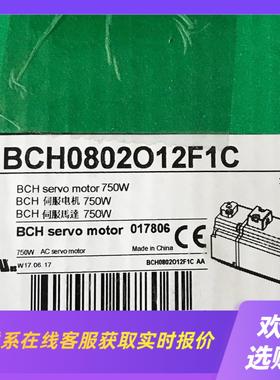 BCH0802O12F1C
BCH servo motor 750W
BCH 伺服电机 750W
BCH 伺服馬達 750W
BCH servo motor 017806
750W AC servo motor
Made in China
W17.06.17
BCH0802O12F1C AA
联系在线客服获取实时报价
欢迎
选购